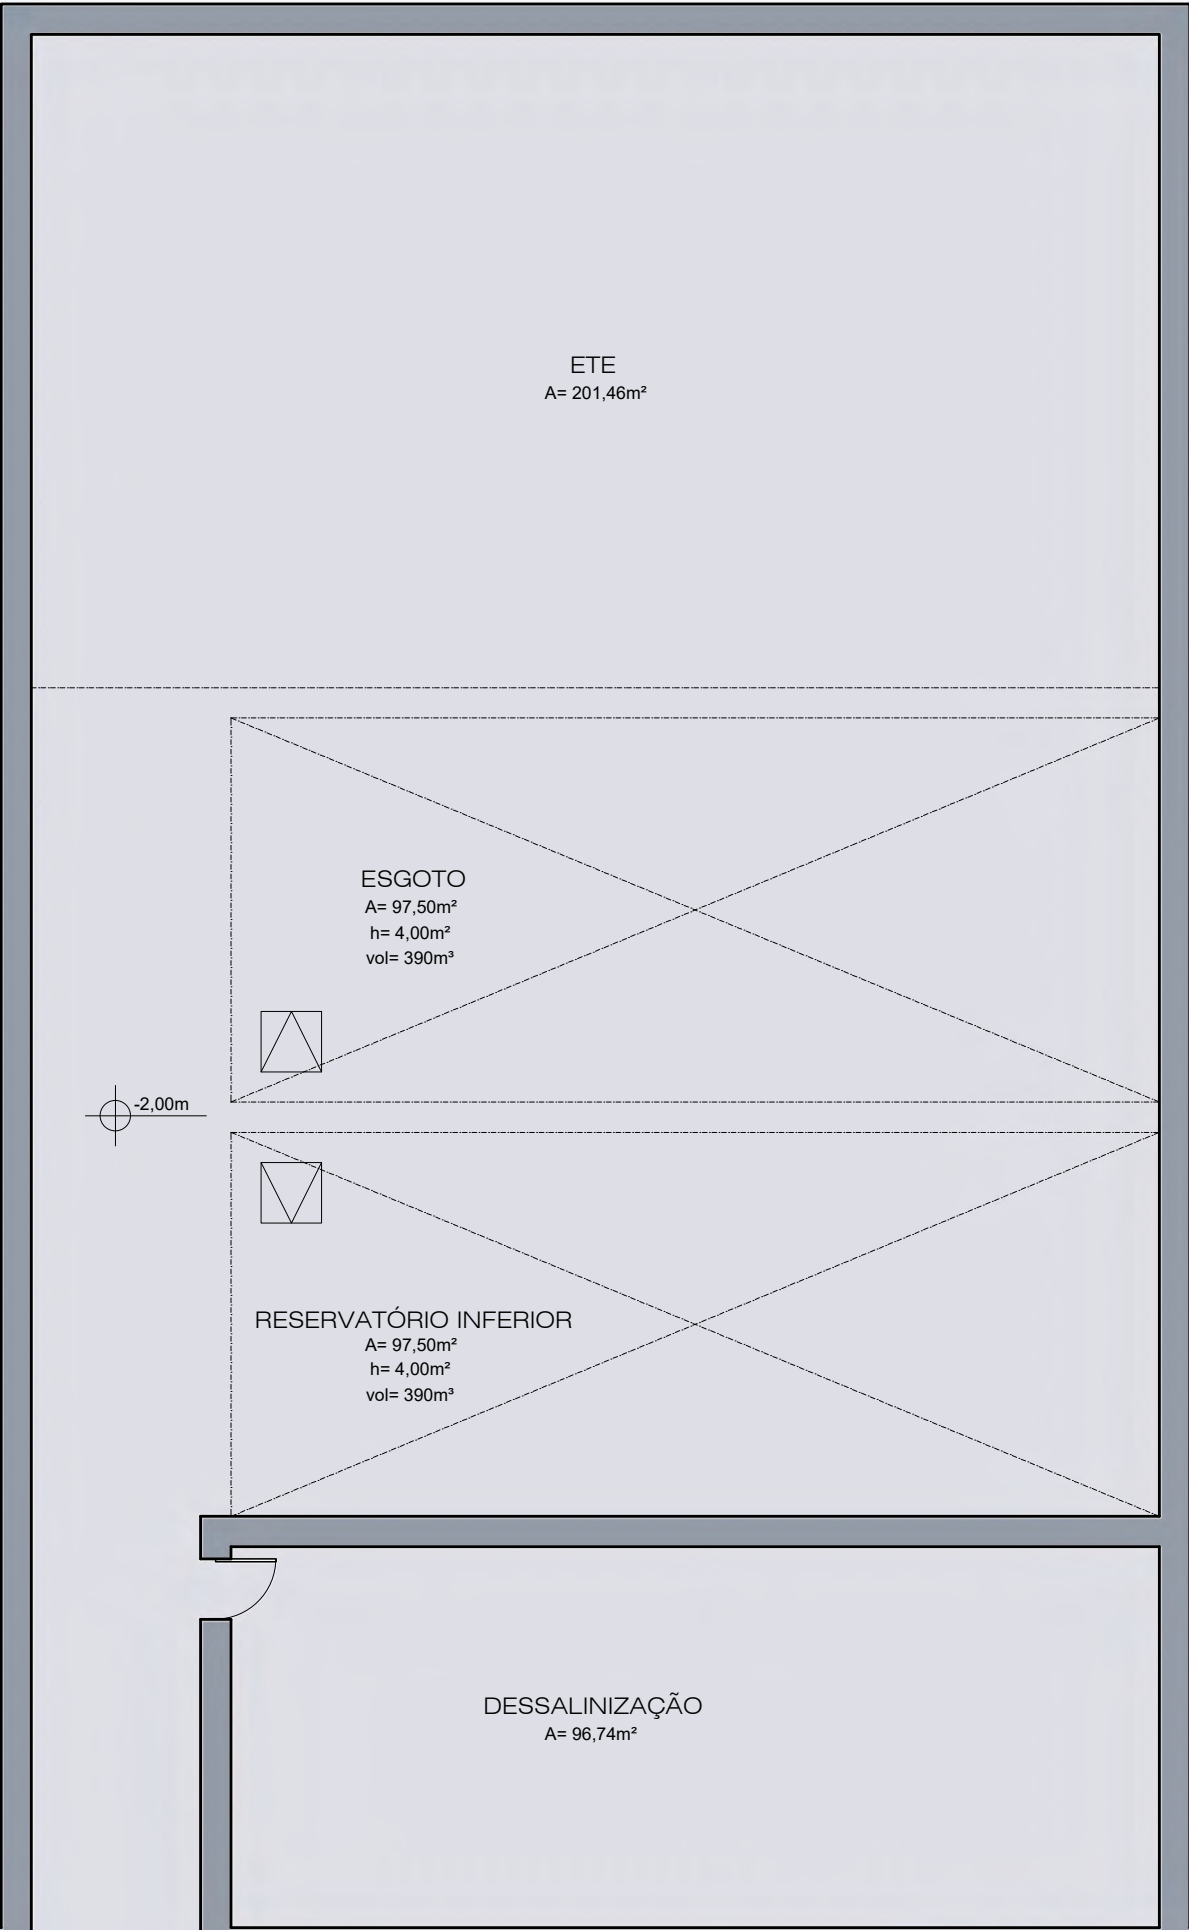 ETE
A= 201,46m²
ESGOTO
A= 97,50m²
h= 4,00m²
vol= 390m³
-2,00m
RESERVATÓRIO INFERIOR
A= 97,50m²
h= 4,00m²
vol= 390m³
DESSALINIZAÇÃO
A= 96,74m²